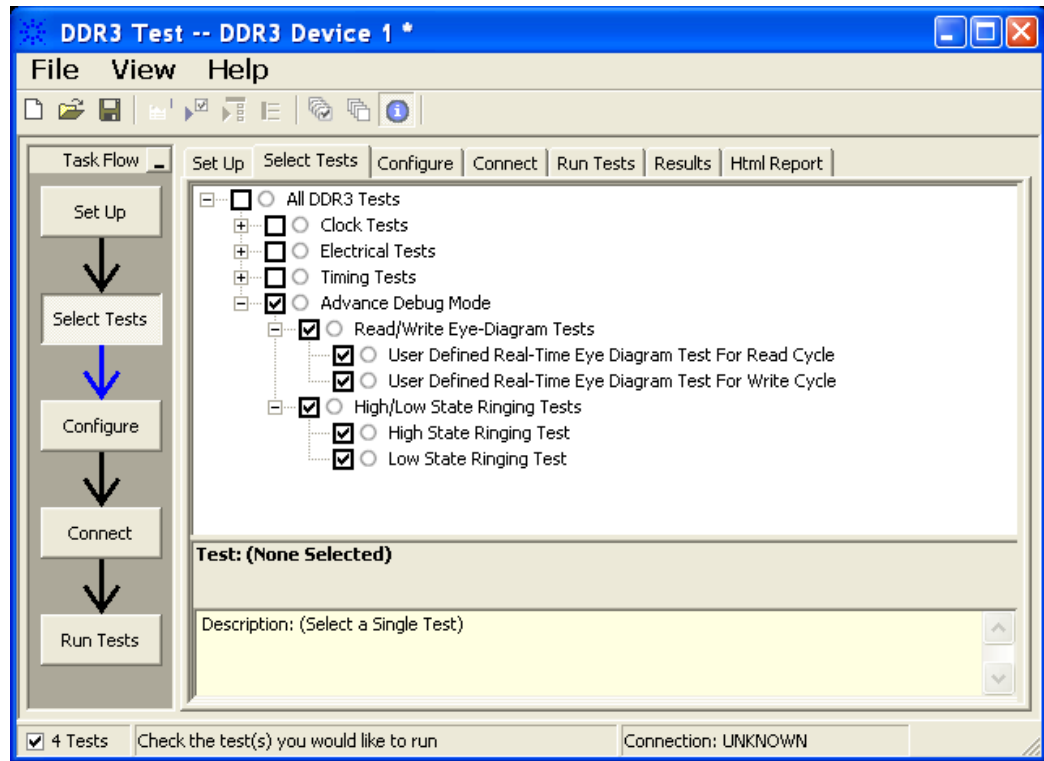 DDR3 Test -- DDR3 Device 1 *
File View Help
Task Flow
Set Up
Select Tests
Configure
Connect
Run Tests
Set Up Select Tests Configure Connect Run Tests Results Html Report
All DDR3 Tests
Clock Tests
Electrical Tests
Timing Tests
Advance Debug Mode
Read/Write Eye-Diagram Tests
User Defined Real-Time Eye Diagram Test For Read Cycle
User Defined Real-Time Eye Diagram Test For Write Cycle
High/Low State Ringing Tests
High State Ringing Test
Low State Ringing Test
Test: (None Selected)
Description: (Select a Single Test)
4 Tests Check the test(s) you would like to run Connection: UNKNOWN